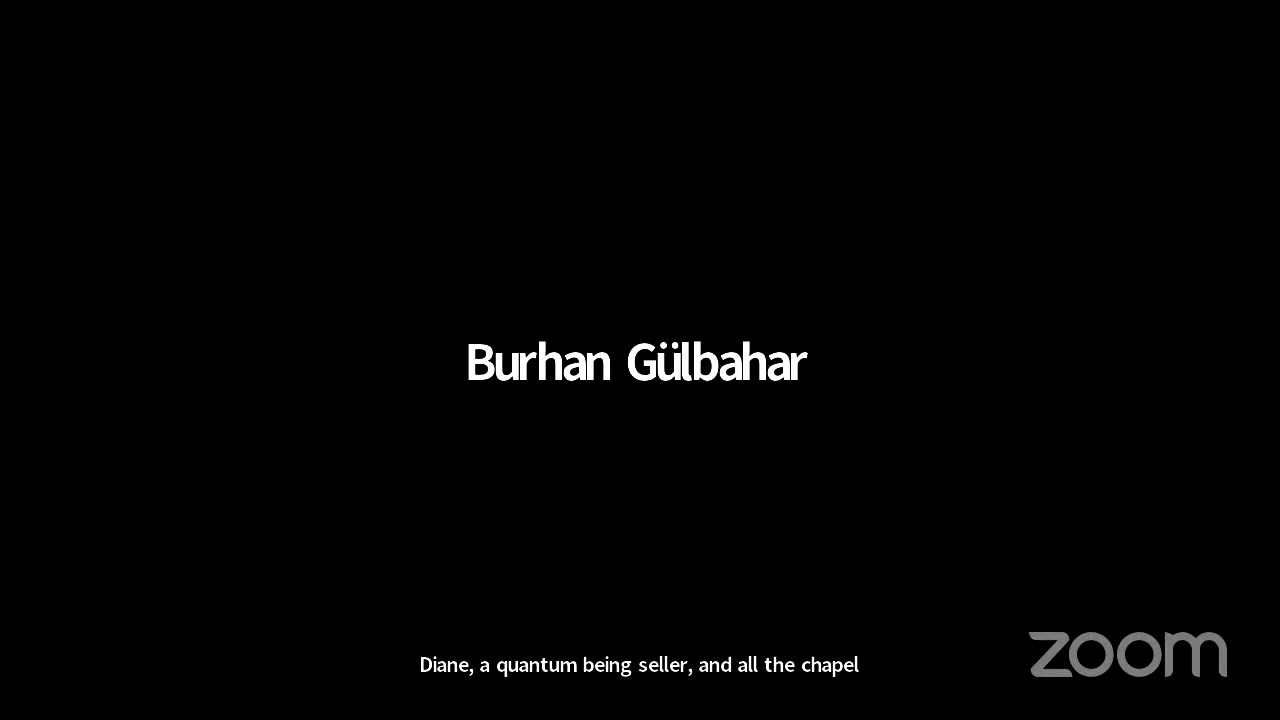 Burhan Gülbahar
Diane, a quantum being seller, and all the chapel
zoom